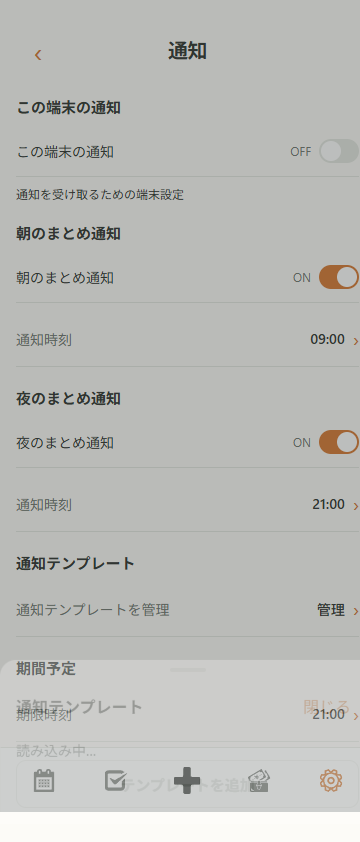 ‹ 通知
この端末の通知
この端末の通知 OFF
通知を受け取るための端末設定
朝のまとめ通知
朝のまとめ通知 ON
通知時刻 09:00 ›
夜のまとめ通知
夜のまとめ通知 ON
通知時刻 21:00 ›
通知テンプレート
通知テンプレートを管理 管理 ›
期間予定
通知テンプレート 閉じる
期限時刻 21:00 ›
読み込み中...
テンプレートを追加